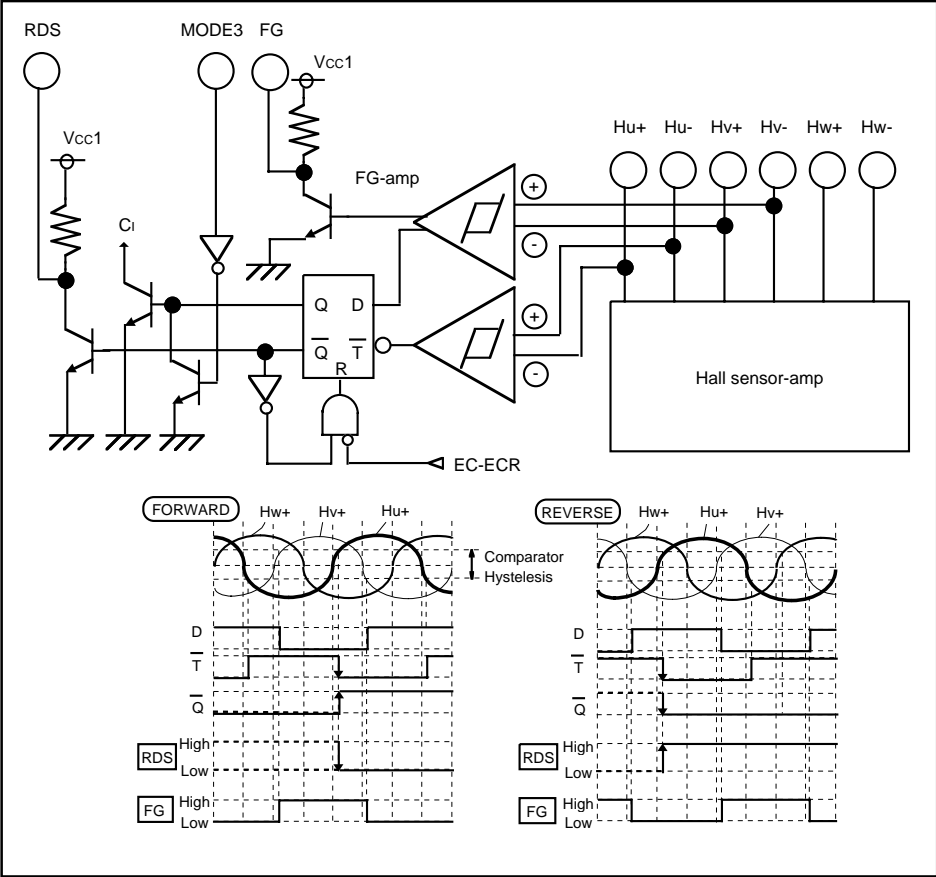 RDS MODE3 FG
Vcc1
Vcc1
Hu+ Hu- Hv+ Hv- Hw+ Hw-
FG-amp
+
-
CI
Q D
Q̅ T̅
R
+
-
Hall sensor-amp
EC-ECR
FORWARD
Hw+ Hv+ Hu+
Comparator
Hystelesis
D
T̅
Q̅
RDS High
Low
FG High
Low
REVERSE
Hw+ Hu+ Hv+
D
T̅
Q̅
RDS High
Low
FG High
Low